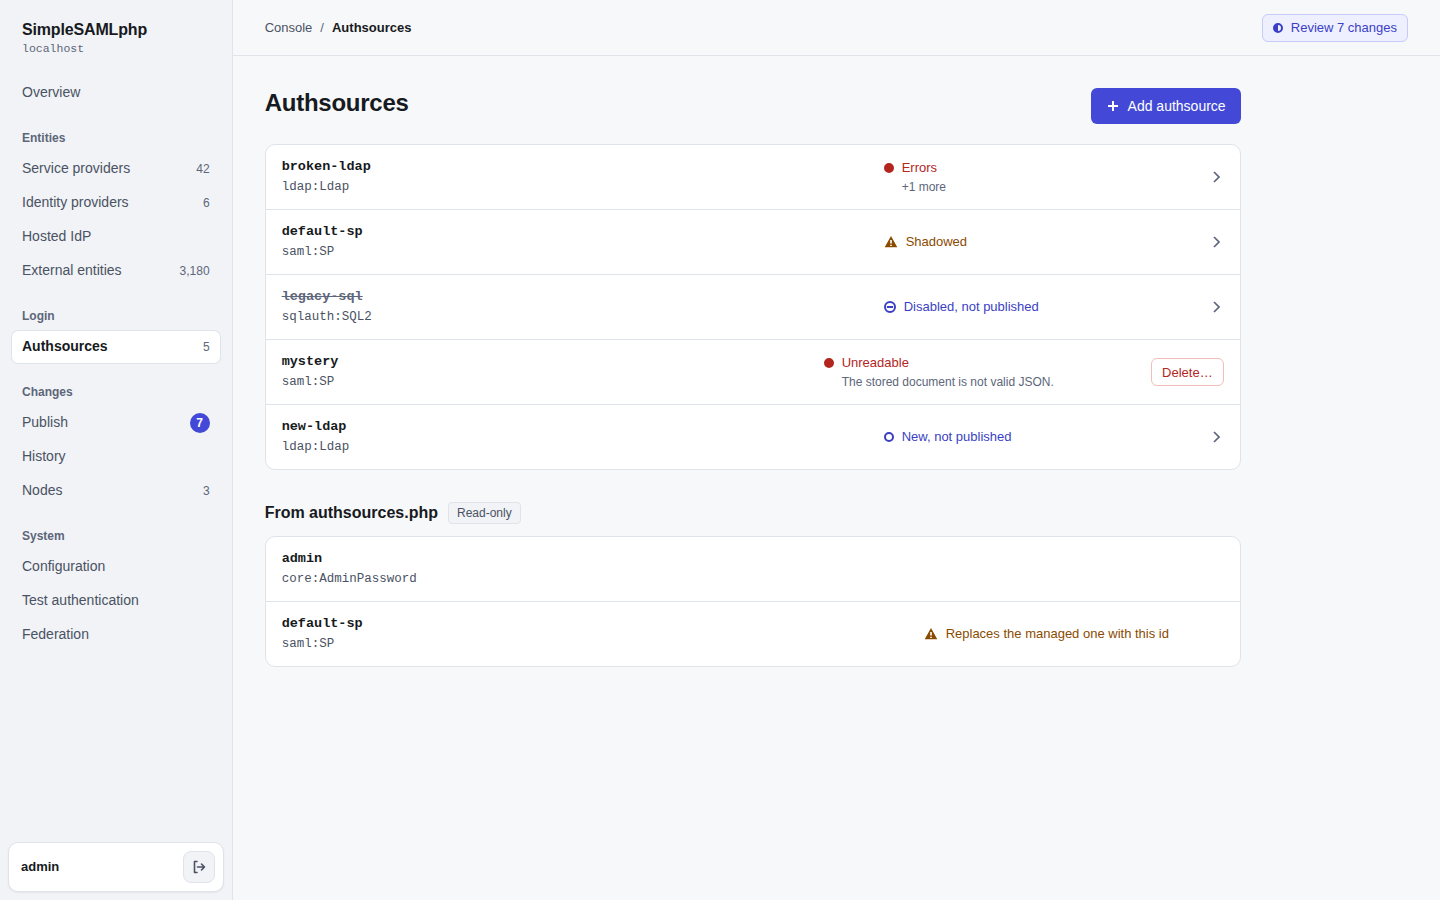 SimpleSAMLphp
localhost
Overview
Entities
Service providers 42
Identity providers 6
Hosted IdP
External entities 3,180
Login
Authsources 5
Changes
Publish 7
History
Nodes 3
System
Configuration
Test authentication
Federation
admin
Console / Authsources
Review 7 changes
Authsources
Add authsource
broken-ldap
ldap:Ldap
Errors
+1 more
default-sp
saml:SP
Shadowed
legacy-sql
sqlauth:SQL2
Disabled, not published
mystery
saml:SP
Unreadable
The stored document is not valid JSON.
Delete…
new-ldap
ldap:Ldap
New, not published
From authsources.php Read-only
admin
core:AdminPassword
default-sp
saml:SP
Replaces the managed one with this id